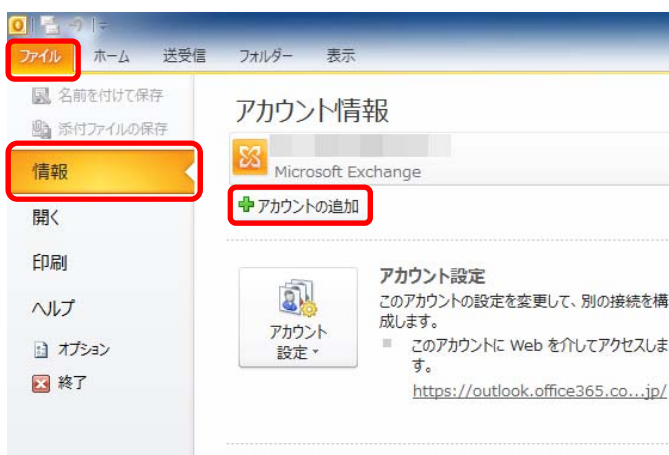 ファイル ホーム 送受信 フォルダー 表示
名前を付けて保存
添付ファイルの保存
情報
開く
印刷
ヘルプ
オプション
終了
アカウント情報
Microsoft Exchange
アカウントの追加
アカウント
設定
アカウント設定
このアカウントの設定を変更して、別の接続を構
成します。
このアカウントに Web を介してアクセスしま
す。
https://outlook.office365.co...jp/